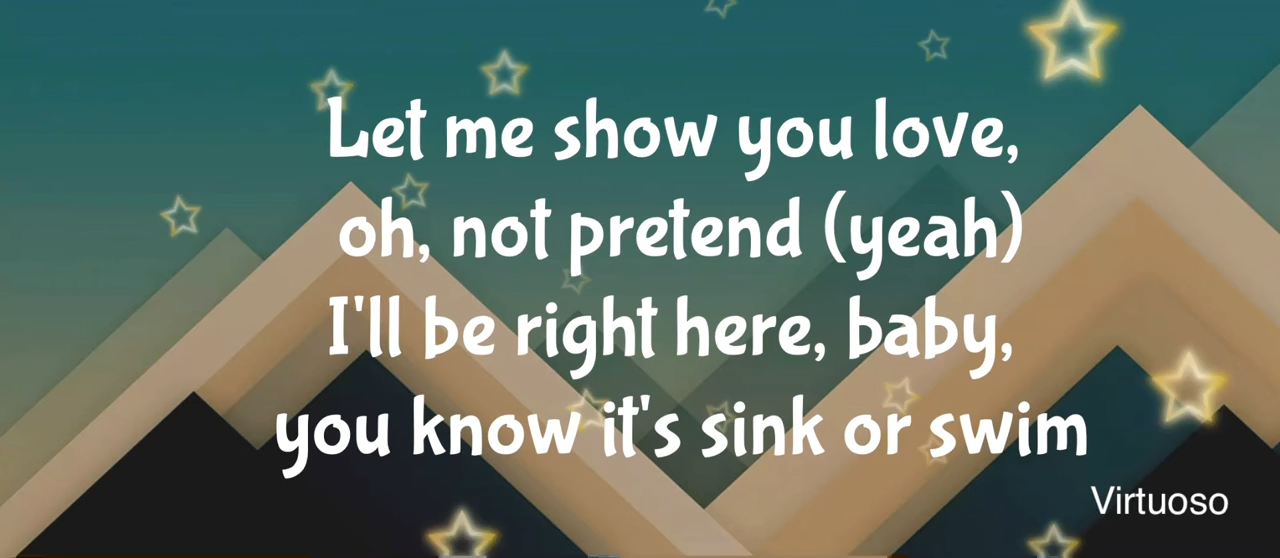 Let me show you love,
oh, not pretend (yeah)
I'll be right here, baby,
you know it's sink or swim
Virtuoso